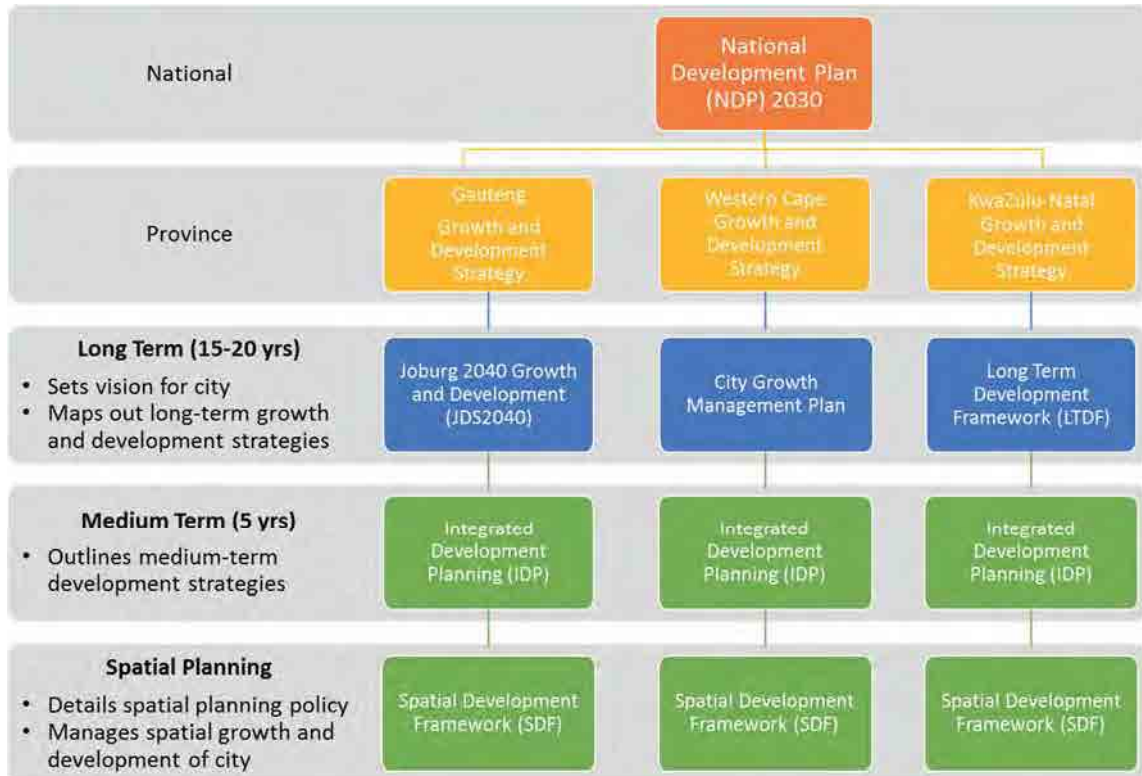 National
National
Development Plan
(NDP) 2030
Province
Gauteng
Growth and
Development
Strategy
Western Cape
Growth and
Development
Strategy
KwaZulu-Natal
Growth and
Development
Strategy
Long Term (15-20 yrs)
• Sets vision for city
• Maps out long-term growth
and development strategies
Joburg 2040 Growth
and Development
(JDS2040)
City Growth
Management Plan
Long Term
Development
Framework (LTDF)
Medium Term (5 yrs)
• Outlines medium-term
development strategies
Integrated
Development
Planning (IDP)
Integrated
Development
Planning (IDP)
Integrated
Development
Planning (IDP)
Spatial Planning
• Details spatial planning policy
• Manages spatial growth and
development of city
Spatial Development
Framework (SDF)
Spatial Development
Framework (SDF)
Spatial Development
Framework (SDF)